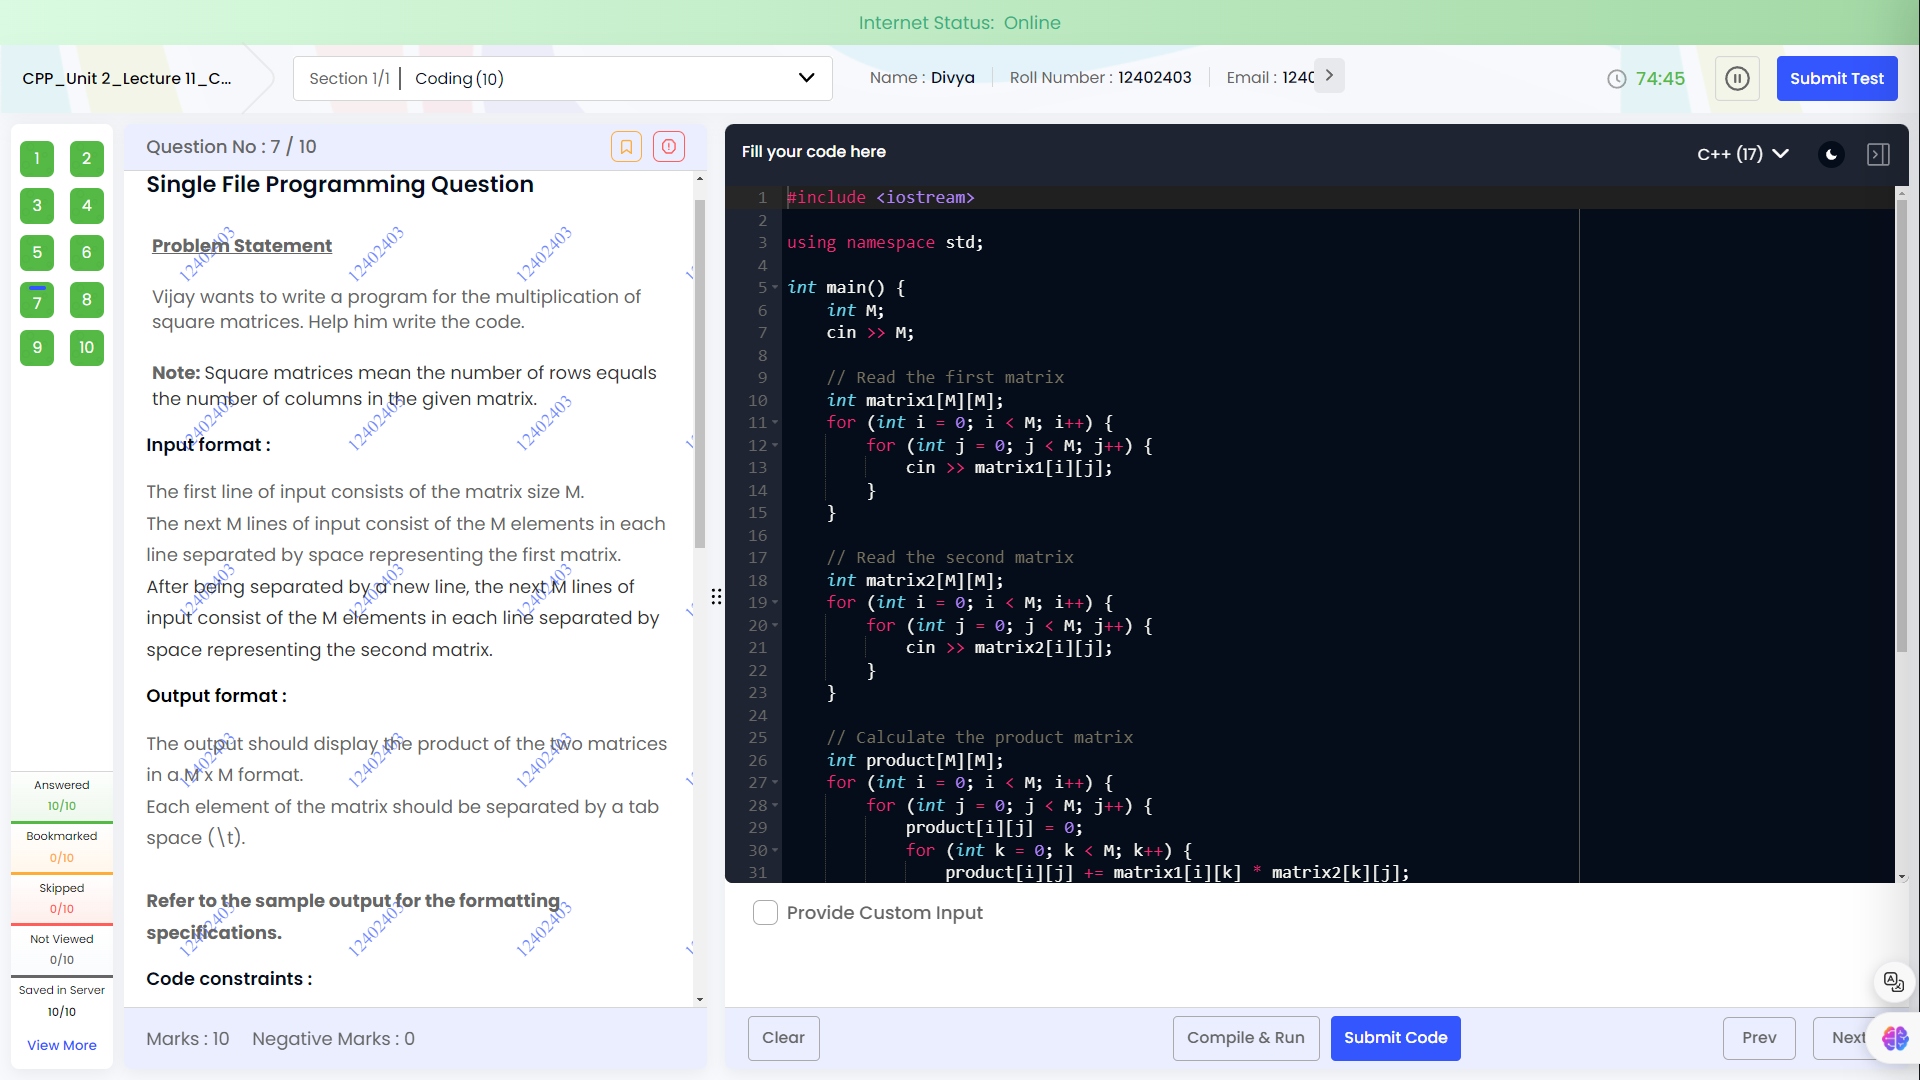 Internet Status: Online
CPP_Unit 2_Lecture 11_C...
Section 1/1 | Coding (10)
Name : Divya
Roll Number : 12402403
Email : 1240
74:45
Submit Test
1 2
3 4
5 6
7 8
9 10
Answered
10/10
Bookmarked
0/10
Skipped
0/10
Not Viewed
0/10
Saved in Server
10/10
View More
Question No : 7 / 10
Single File Programming Question
Problem Statement
Vijay wants to write a program for the multiplication of
square matrices. Help him write the code.
Note: Square matrices mean the number of rows equals
the number of columns in the given matrix.
Input format :
The first line of input consists of the matrix size M.
The next M lines of input consist of the M elements in each
line separated by space representing the first matrix.
After being separated by a new line, the next M lines of
input consist of the M elements in each line separated by
space representing the second matrix.
Output format :
The output should display the product of the two matrices
in a M x M format.
Each element of the matrix should be separated by a tab
space (\t).
Refer to the sample output for the formatting
specifications.
Code constraints :
12402403 12402403 12402403
12402403 12402403 12402403
12402403 12402403 12402403
12402403 12402403 12402403
12402403 12402403 12402403
Marks : 10
Negative Marks : 0
Fill your code here
C++ (17)
1 #include <iostream>
2
3 using namespace std;
4
5 int main() {
6     int M;
7     cin >> M;
8
9     // Read the first matrix
10     int matrix1[M][M];
11     for (int i = 0; i < M; i++) {
12         for (int j = 0; j < M; j++) {
13             cin >> matrix1[i][j];
14         }
15     }
16
17     // Read the second matrix
18     int matrix2[M][M];
19     for (int i = 0; i < M; i++) {
20         for (int j = 0; j < M; j++) {
21             cin >> matrix2[i][j];
22         }
23     }
24
25     // Calculate the product matrix
26     int product[M][M];
27     for (int i = 0; i < M; i++) {
28         for (int j = 0; j < M; j++) {
29             product[i][j] = 0;
30             for (int k = 0; k < M; k++) {
31                 product[i][j] += matrix1[i][k] * matrix2[k][j];
Provide Custom Input
Clear
Compile & Run
Submit Code
Prev
Next